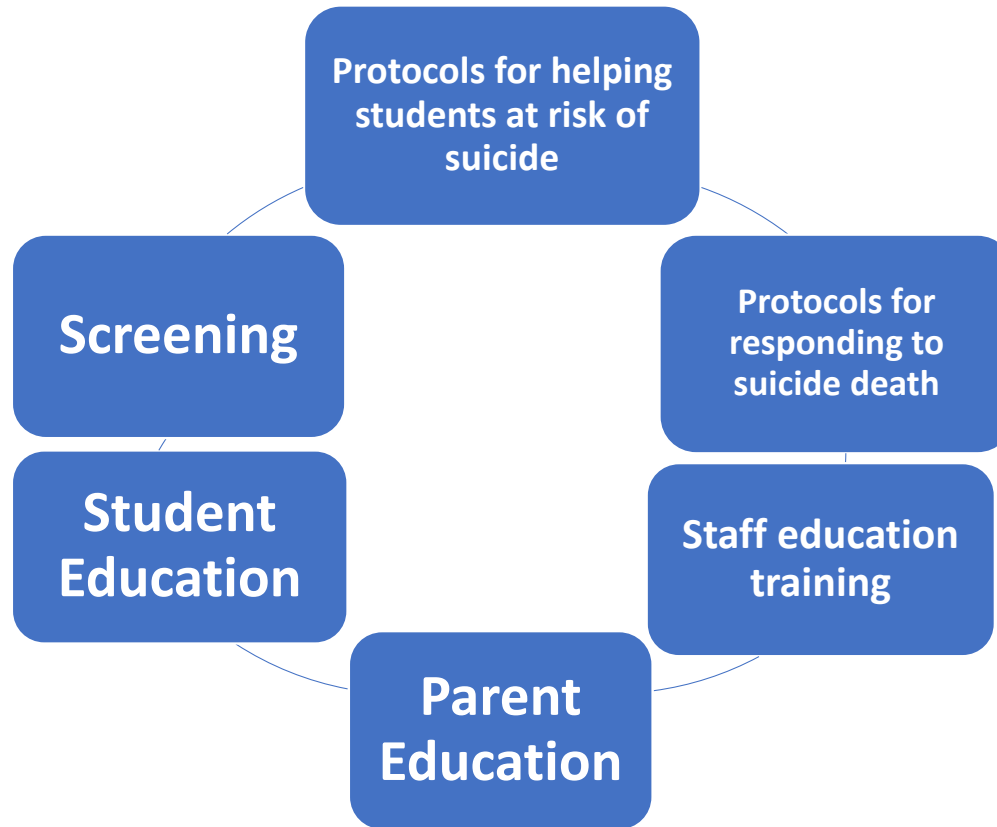 Protocols for helping
students at risk of
suicide
Protocols for
responding to
suicide death
Staff education
training
Parent
Education
Student
Education
Screening